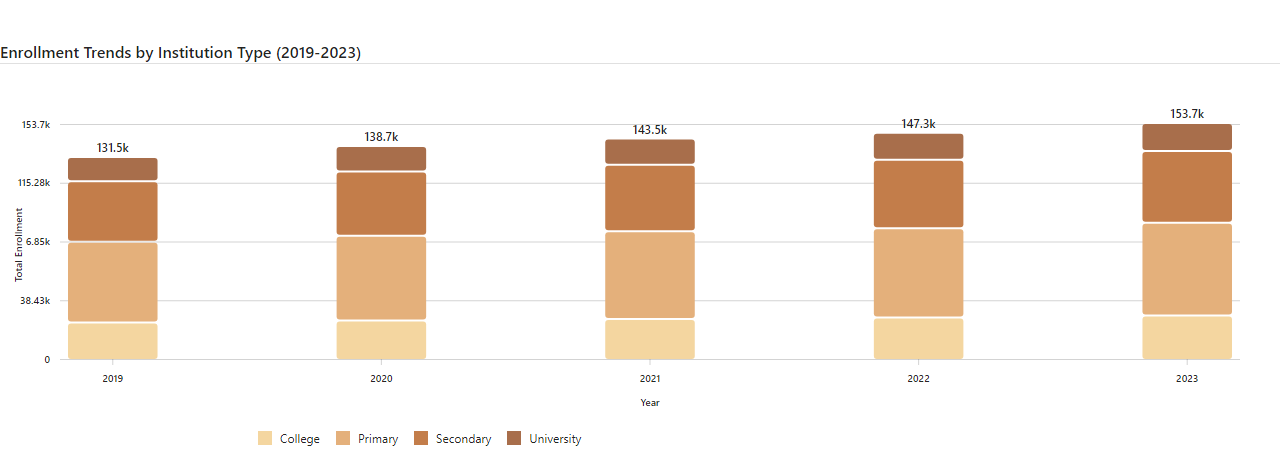 Enrollment Trends by Institution Type (2019-2023)
153.7k
115.28k
6.85k
38.43k
0
Total Enrollment
131.5k
138.7k
143.5k
147.3k
153.7k
2019
2020
2021
2022
2023
Year
College
Primary
Secondary
University